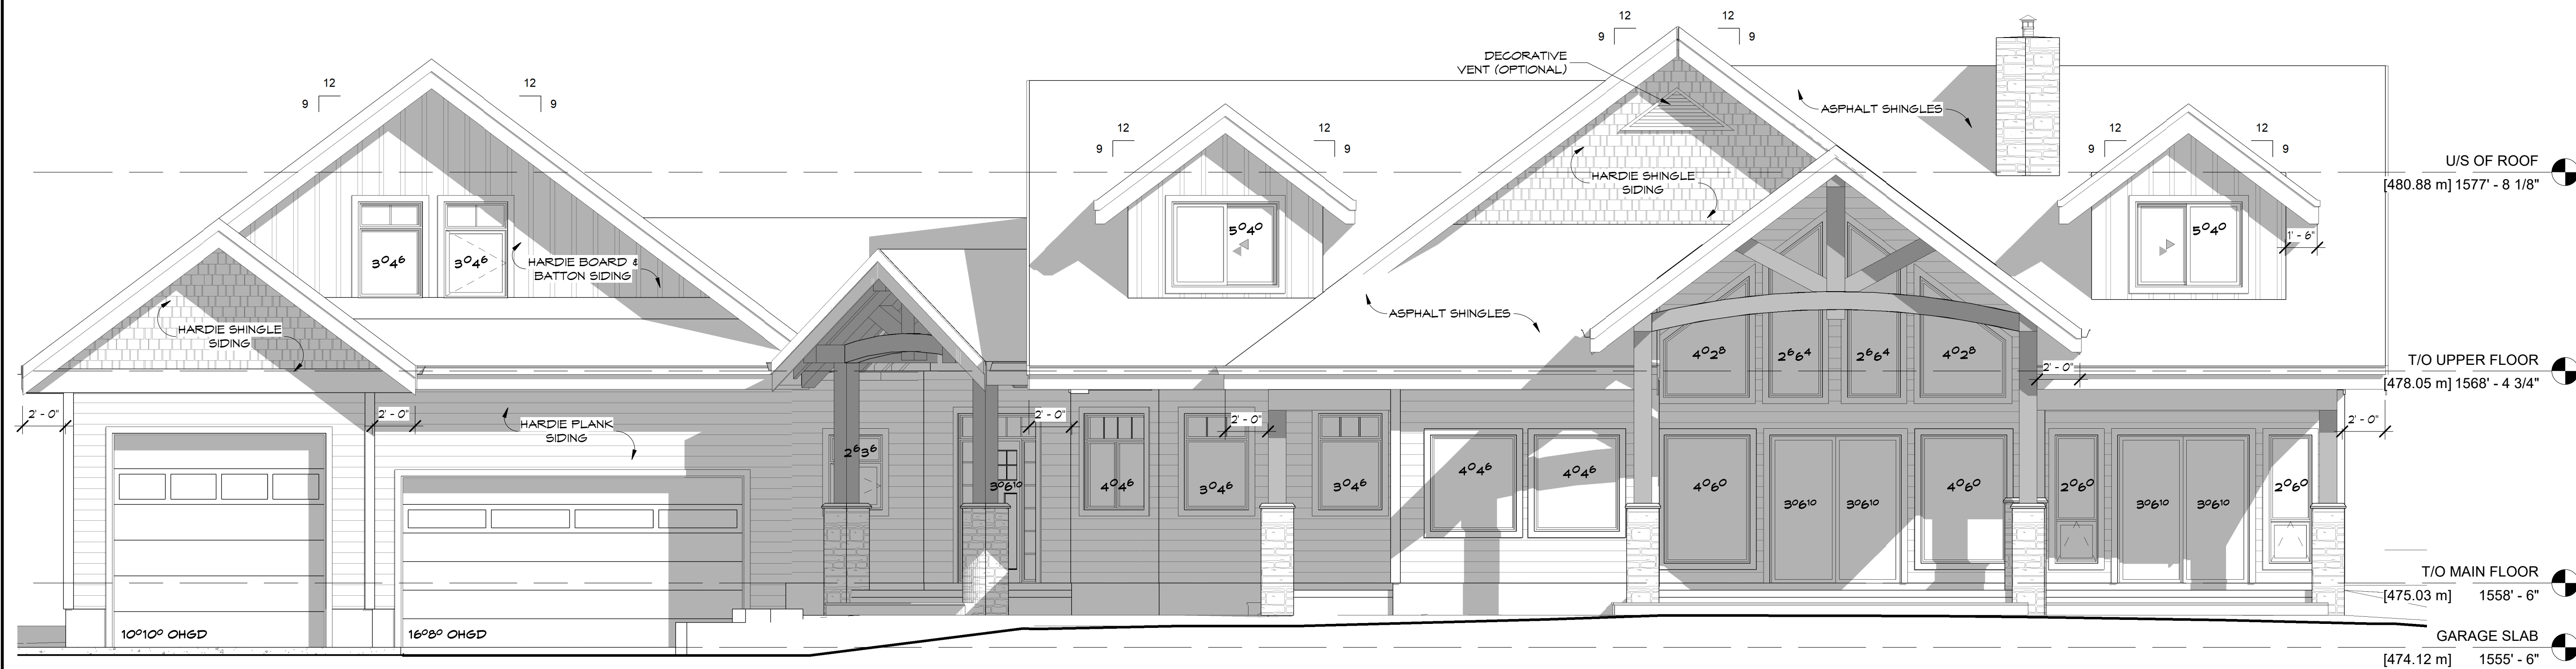 12
12
9
9
DECORATIVE
VENT (OPTIONAL)
12
12
9
9
ASPHALT SHINGLES
12
12
9
9
12
12
9
9
U/S OF ROOF
[480.88 m] 1577' - 8 1/8"
HARDIE SHINGLE
SIDING
5⁰4⁰
5⁰4⁰
1' - 6"
3⁰4⁶
3⁰4⁶
HARDIE BOARD &
BATTON SIDING
HARDIE SHINGLE
SIDING
ASPHALT SHINGLES
4⁰2⁸
2⁶6⁴
2⁶6⁴
4⁰2⁸
T/O UPPER FLOOR
[478.05 m] 1568' - 4 3/4"
2' - 0"
2' - 0"
2' - 0"
HARDIE PLANK
SIDING
2' - 0"
2' - 0"
2' - 0"
2⁶3⁶
3⁰6¹⁰
4⁰4⁶
3⁰4⁶
3⁰4⁶
4⁰4⁶
4⁰4⁶
4⁰6⁰
3⁰6¹⁰
3⁰6¹⁰
4⁰6⁰
2⁰6⁰
3⁰6¹⁰
3⁰6¹⁰
2⁰6⁰
T/O MAIN FLOOR
[475.03 m] 1558' - 6"
10⁰10⁰ OHGD
16⁰8⁰ OHGD
GARAGE SLAB
[474.12 m] 1555' - 6"